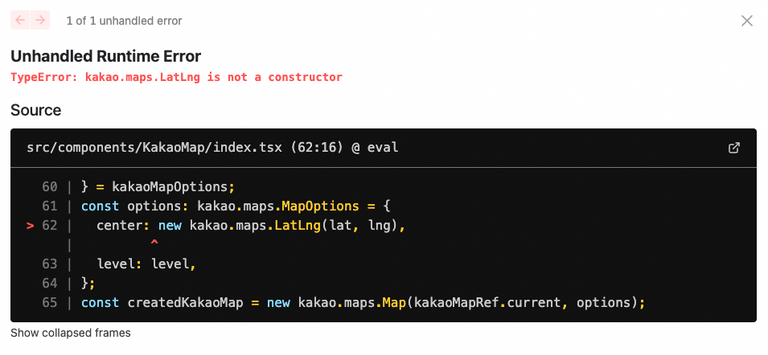 ← → 1 of 1 unhandled error ×
Unhandled Runtime Error
TypeError: kakao.maps.LatLng is not a constructor
Source
src/components/KakaoMap/index.tsx (62:16) @ eval
60 | } = kakaoMapOptions;
61 | const options: kakao.maps.MapOptions = {
> 62 |   center: new kakao.maps.LatLng(lat, lng),
|          ^
63 |   level: level,
64 | };
65 | const createdKakaoMap = new kakao.maps.Map(kakaoMapRef.current, options);
Show collapsed frames